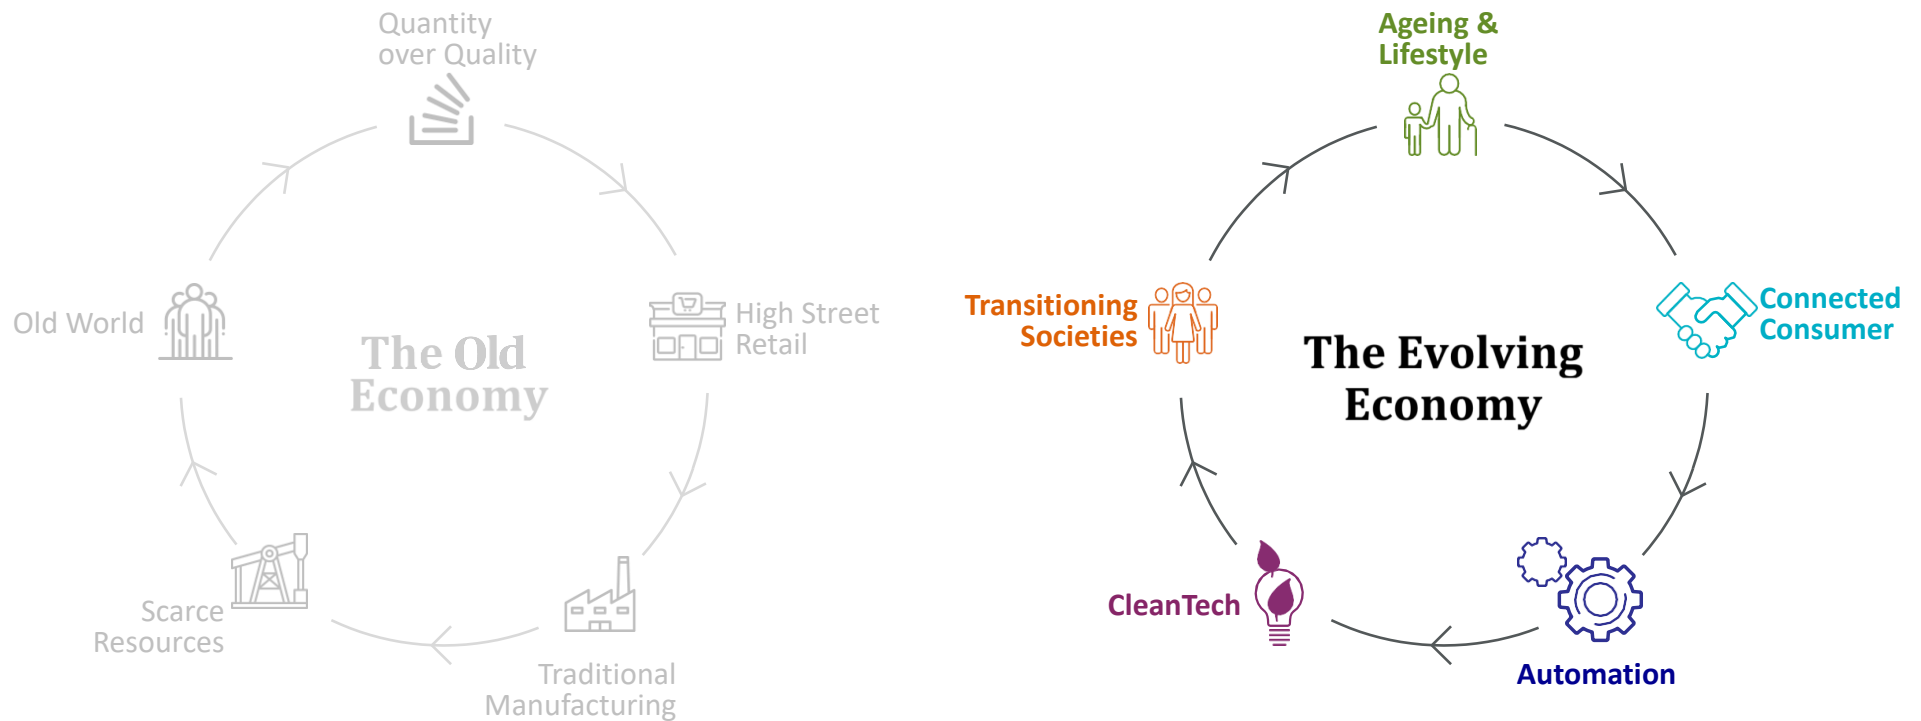 Quantity
over Quality
High Street
Retail
Traditional
Manufacturing
Scarce
Resources
Old World
The Old
Economy
Ageing &
Lifestyle
Connected
Consumer
Automation
CleanTech
Transitioning
Societies
The Evolving
Economy